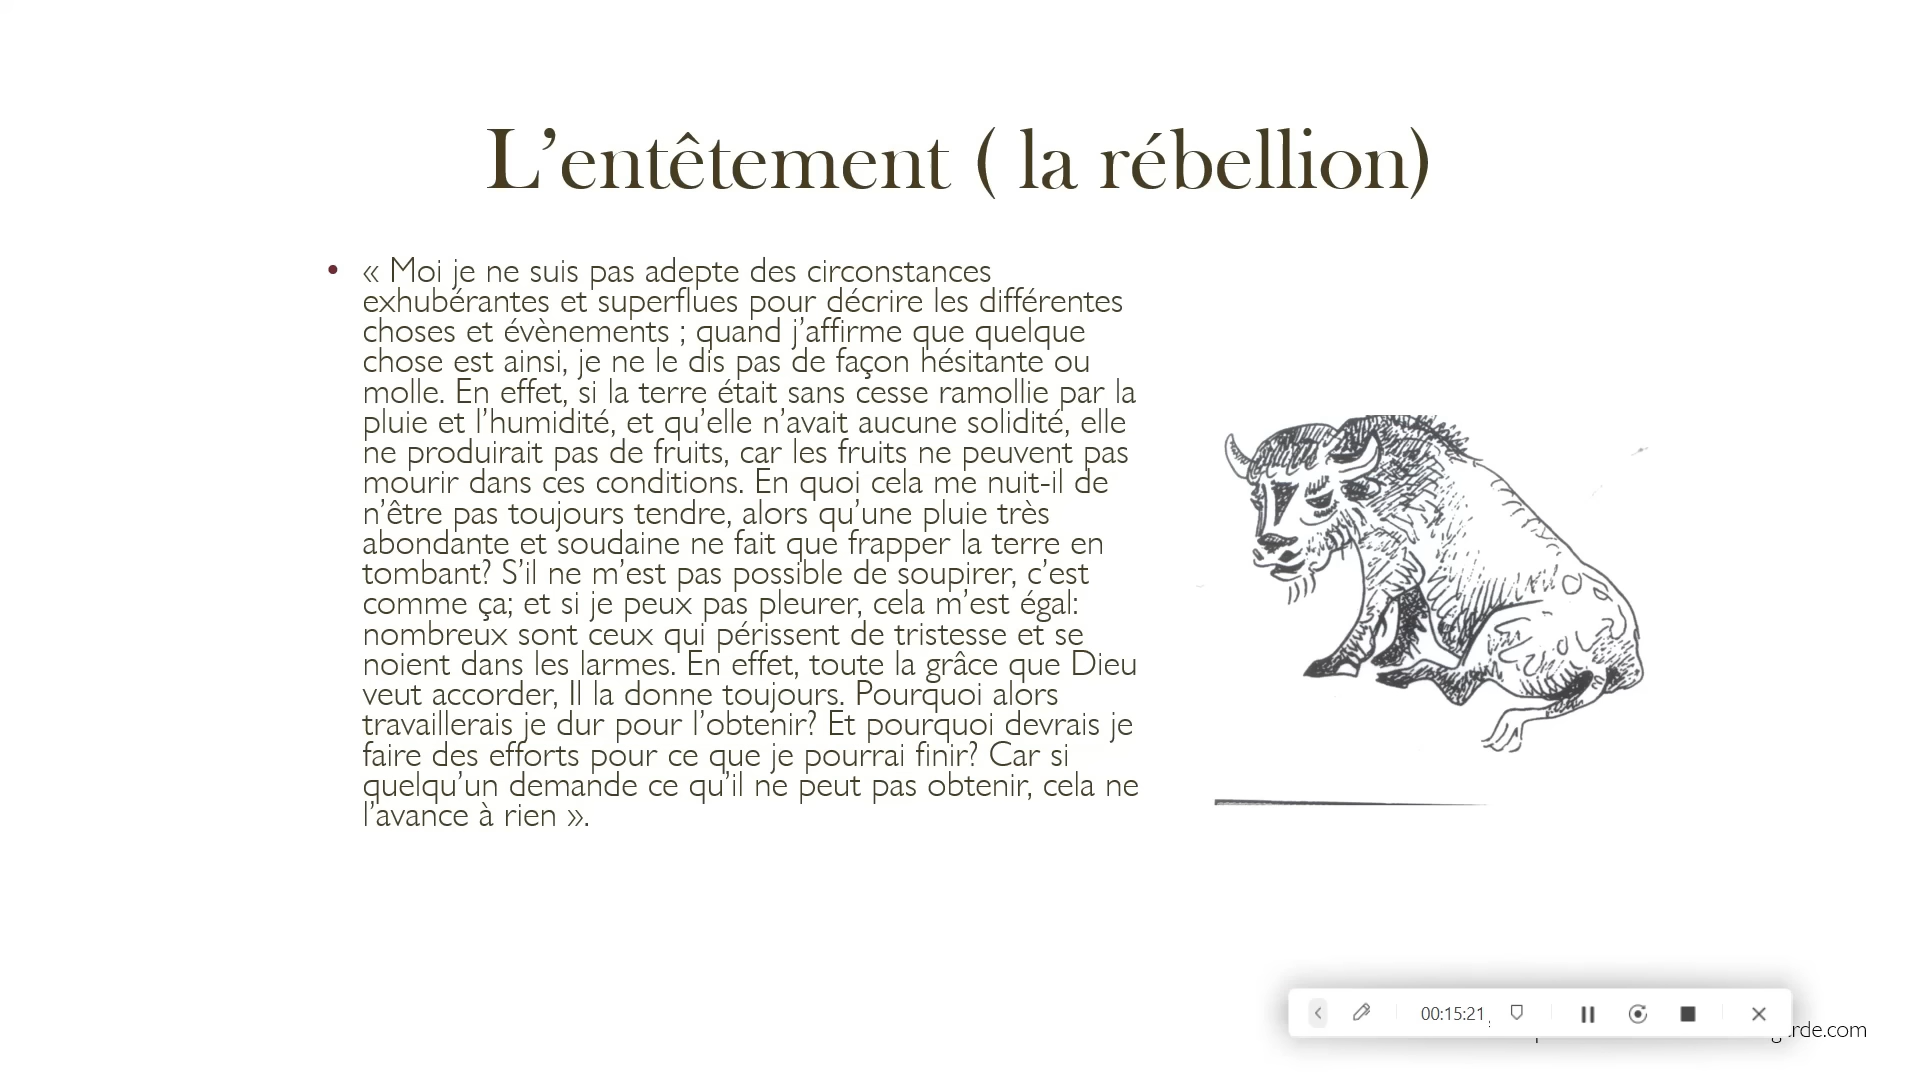 L’entêtement ( la rébellion)
• « Moi je ne suis pas adepte des circonstances
exhubérantes et superflues pour décrire les différentes
choses et évènements ; quand j’affirme que quelque
chose est ainsi, je ne le dis pas de façon hésitante ou
molle. En effet, si la terre était sans cesse ramollie par la
pluie et l’humidité, et qu’elle n’avait aucune solidité, elle
ne produirait pas de fruits, car les fruits ne peuvent pas
mourir dans ces conditions. En quoi cela me nuit-il de
n’être pas toujours tendre, alors qu’une pluie très
abondante et soudaine ne fait que frapper la terre en
tombant? S’il ne m’est pas possible de soupirer, c’est
comme ça; et si je peux pas pleurer, cela m’est égal:
nombreux sont ceux qui périssent de tristesse et se
noient dans les larmes. En effet, toute la grâce que Dieu
veut accorder, Il la donne toujours. Pourquoi alors
travaillerais je dur pour l’obtenir? Et pourquoi devrais je
faire des efforts pour ce que je pourrai finir? Car si
quelqu’un demande ce qu’il ne peut pas obtenir, cela ne
l’avance à rien ».
00:15:21
rde.com